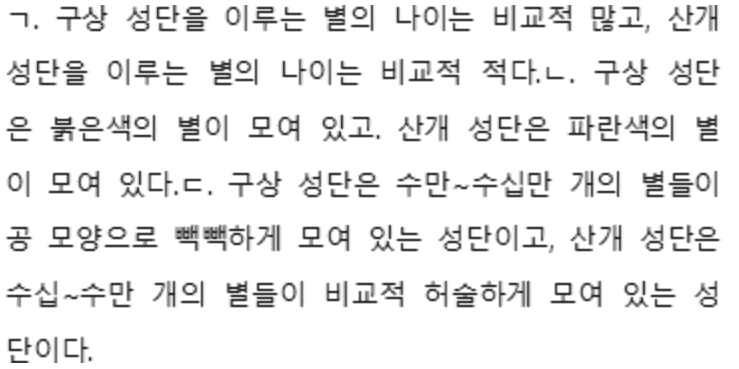 ㄱ. 구상 성단을 이루는 별의 나이는 비교적 많고, 산개
성단을 이루는 별의 나이는 비교적 적다.ㄴ. 구상 성단
은 붉은색의 별이 모여 있고. 산개 성단은 파란색의 별
이 모여 있다.ㄷ. 구상 성단은 수만~수십만 개의 별들이
공 모양으로 빽빽하게 모여 있는 성단이고, 산개 성단은
수십~수만 개의 별들이 비교적 허술하게 모여 있는 성
단이다.